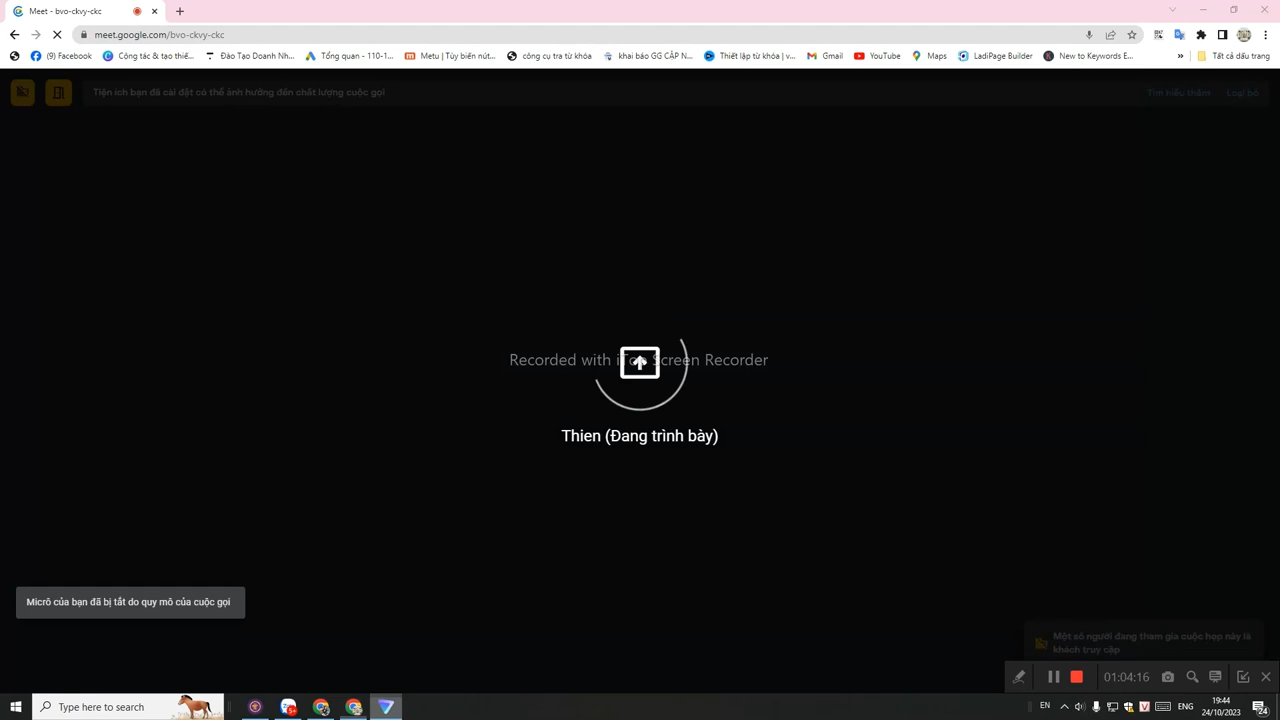 Meet - bvo-ckvy-ckc
meet.google.com/bvo-ckvy-ckc
(9) Facebook
Công tác & tạo thiế...
Đào Tạo Doanh Nh...
Tổng quan – 110-1...
Metu | Tùy biến nút...
công cụ tra từ khóa
khai báo GG CẬP N...
Thiết lập từ khóa | v...
Gmail
YouTube
Maps
LadiPage Builder
New to Keywords E...
»
Tất cả dấu trang
Tiện ích bạn đã cài đặt có thể ảnh hưởng đến chất lượng cuộc gọi
Tìm hiểu thêm
Loại bỏ
Recorded with iTop Screen Recorder
Thien (Đang trình bày)
Micrô của bạn đã bị tắt do quy mô của cuộc gọi
Một số người đang tham gia cuộc họp này là
khách truy cập
01:04:16
Type here to search
5+
EN
V
ENG
19:44
24/10/2023
24